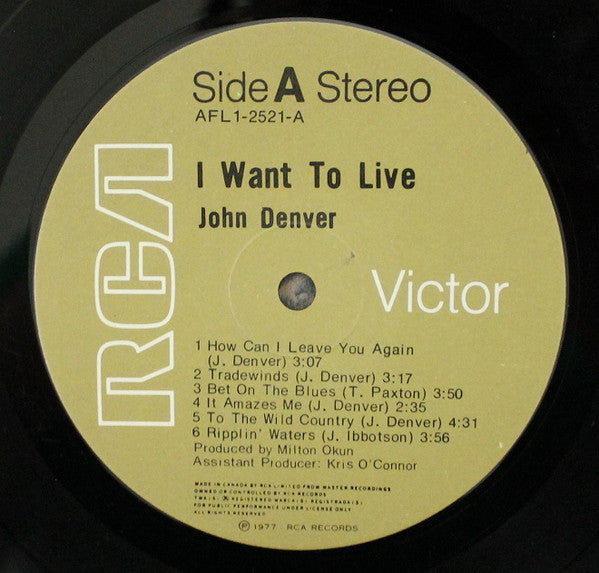 Side A Stereo
AFL1-2521-A
I Want To Live
John Denver
RCA
Victor
1 How Can I Leave You Again
(J. Denver) 3:07
2 Tradewinds (J. Denver) 3:17
3 Bet On The Blues (T. Paxton) 3:50
4 It Amazes Me (J. Denver) 2:35
5 To The Wild Country (J. Denver) 4:31
6 Ripplin' Waters (J. Ibbotson) 3:56
Produced by Milton Okun
Assistant Producer: Kris O'Connor
MADE IN CANADA BY RCA LIMITED FROM MASTER RECORDINGS
OWNED OR CONTROLLED BY RCA RECORDS
TMK(S) ® REGISTERED MARCA(S) REGISTRADA(S)
FOR PUBLIC PERFORMANCE UNDER LICENSE ONLY
ALL RIGHTS RESERVED
℗ 1977 RCA RECORDS